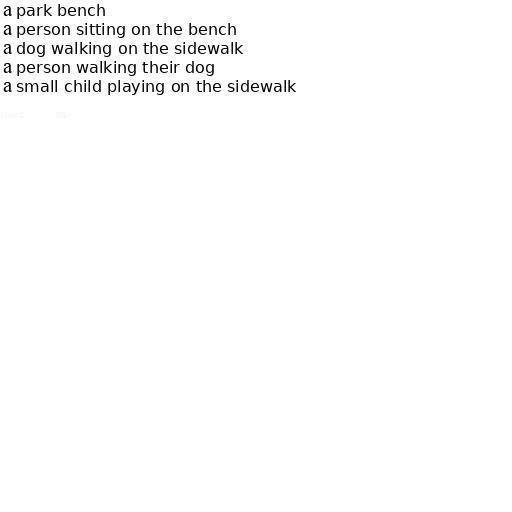 a park bench
a person sitting on the bench
a dog walking on the sidewalk
a person walking their dog
a small child playing on the sidewalk